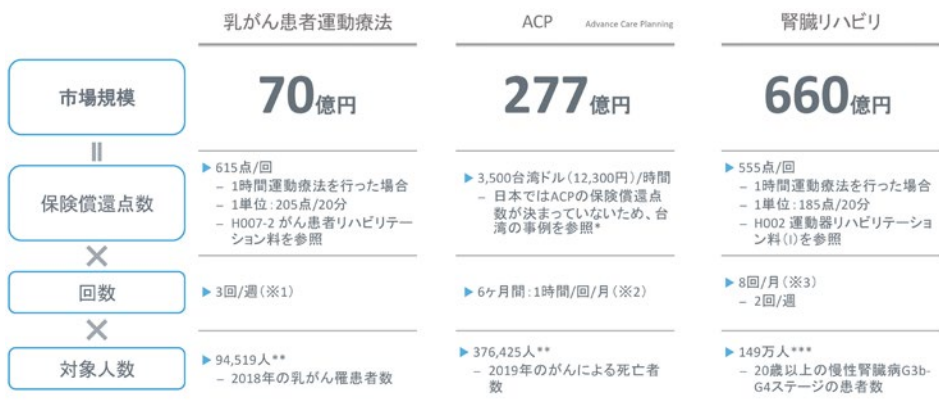 乳がん患者運動療法
ACP
Advance Care Planning
腎臓リハビリ
市場規模
70億円
277億円
660億円
=
保険償還点数
▶ 615点/回
– 1時間運動療法を行った場合
– 1単位:205点/20分
– H007-2 がん患者リハビリテー
ション料を参照
▶ 3,500台湾ドル(12,300円)/時間
– 日本ではACPの保険償還点
数が決まっていないため、台
湾の事例を参照*
▶ 555点/回
– 1時間運動療法を行った場合
– 1単位:185点/20分
– H002 運動器リハビリテーショ
ン料(I)を参照
×
回数
▶ 3回/週(※1)
▶ 6ヶ月間:1時間/回/月(※2)
▶ 8回/月(※3)
– 2回/週
×
対象人数
▶ 94,519人**
– 2018年の乳がん罹患者数
▶ 376,425人**
– 2019年のがんによる死亡者
数
▶ 149万人***
– 20歳以上の慢性腎臓病G3b-
G4ステージの患者数